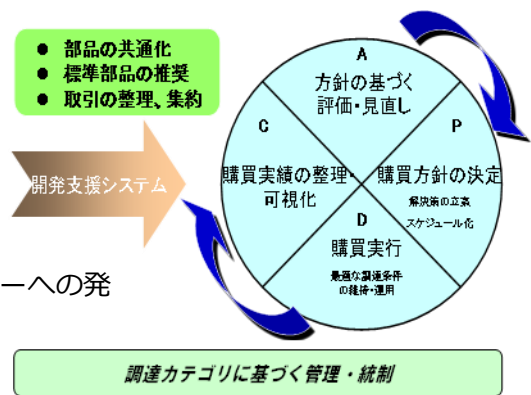 ● 部品の共通化
● 標準部品の推奨
● 取引の整理、集約
A
方針の基づく
評価・見直し
C
購買実績の整理・
可視化
P
購買方針の決定
解決策の立案
スケジュール化
D
購買実行
最適な調達条件
の維持・運用
開発支援システム
ーへの発
調達カテゴリに基づく管理・統制